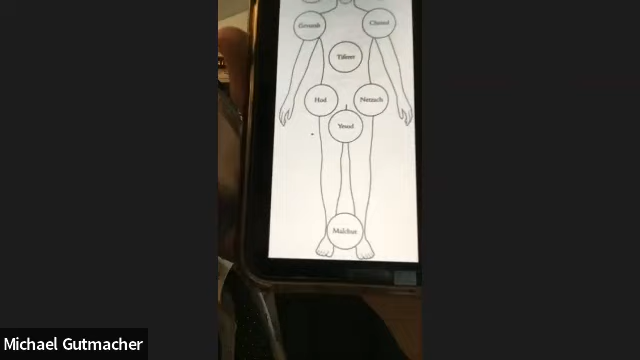 Gevurah
Chesed
Tiferet
Hod
Netzach
Yesod
Malchut
Michael Gutmacher